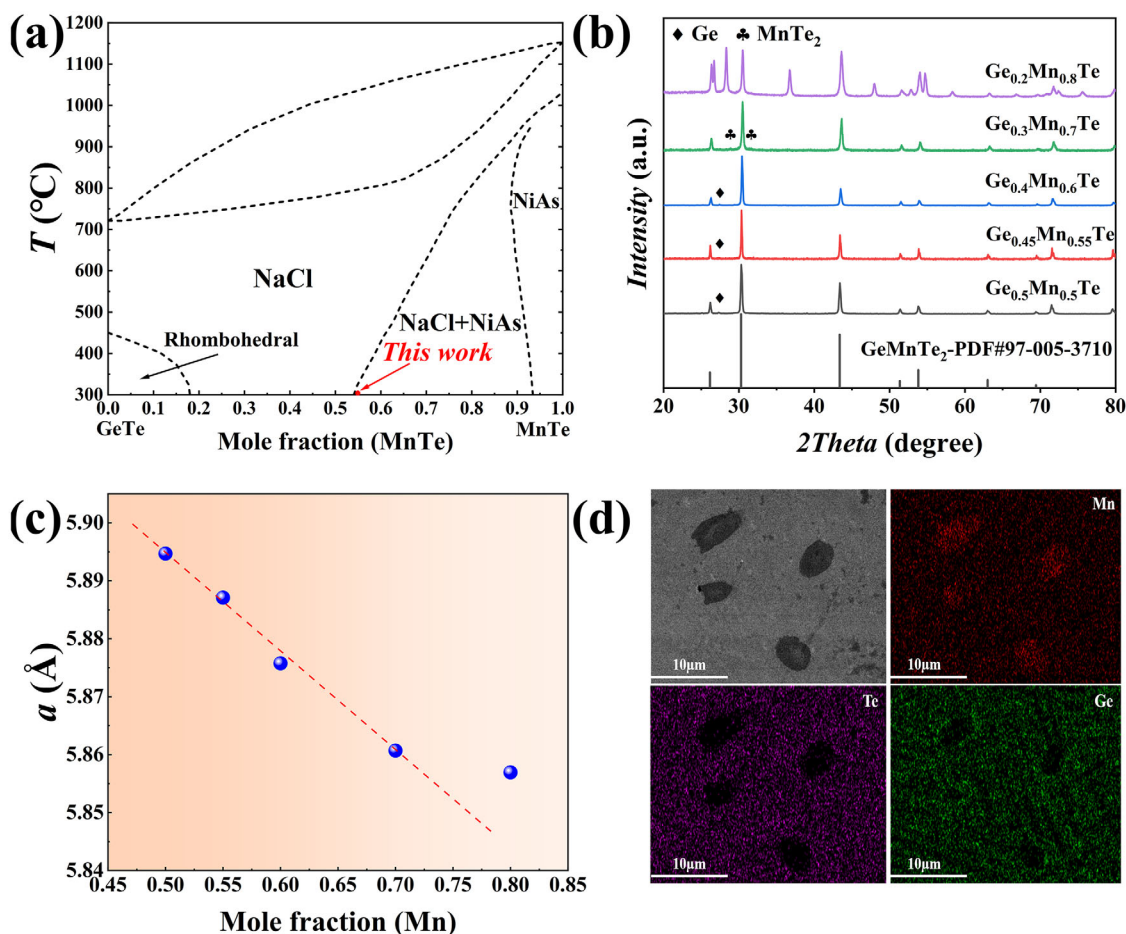 (a)
1200
1100
1000
900
800
700
600
500
400
300
T (°C)
NaCl
NiAs
NaCl+NiAs
Rhombohedral
This work
0.0 0.1 0.2 0.3 0.4 0.5 0.6 0.7 0.8 0.9 1.0
GeTe
MnTe
Mole fraction (MnTe)
(b)
♦ Ge ♣ MnTe₂
Ge₀.₂Mn₀.₈Te
Ge₀.₃Mn₀.₇Te
♣ ♣
Ge₀.₄Mn₀.₆Te
♦
Ge₀.₄₅Mn₀.₅₅Te
♦
Ge₀.₅Mn₀.₅Te
♦
GeMnTe₂-PDF#97-005-3710
Intensity (a.u.)
20 30 40 50 60 70 80
2Theta (degree)
(c)
5.90
5.89
5.88
5.87
5.86
5.85
5.84
a (Å)
0.45 0.50 0.55 0.60 0.65 0.70 0.75 0.80 0.85
Mole fraction (Mn)
(d)
10μm
Mn
10μm
Te
10μm
Ge
10μm